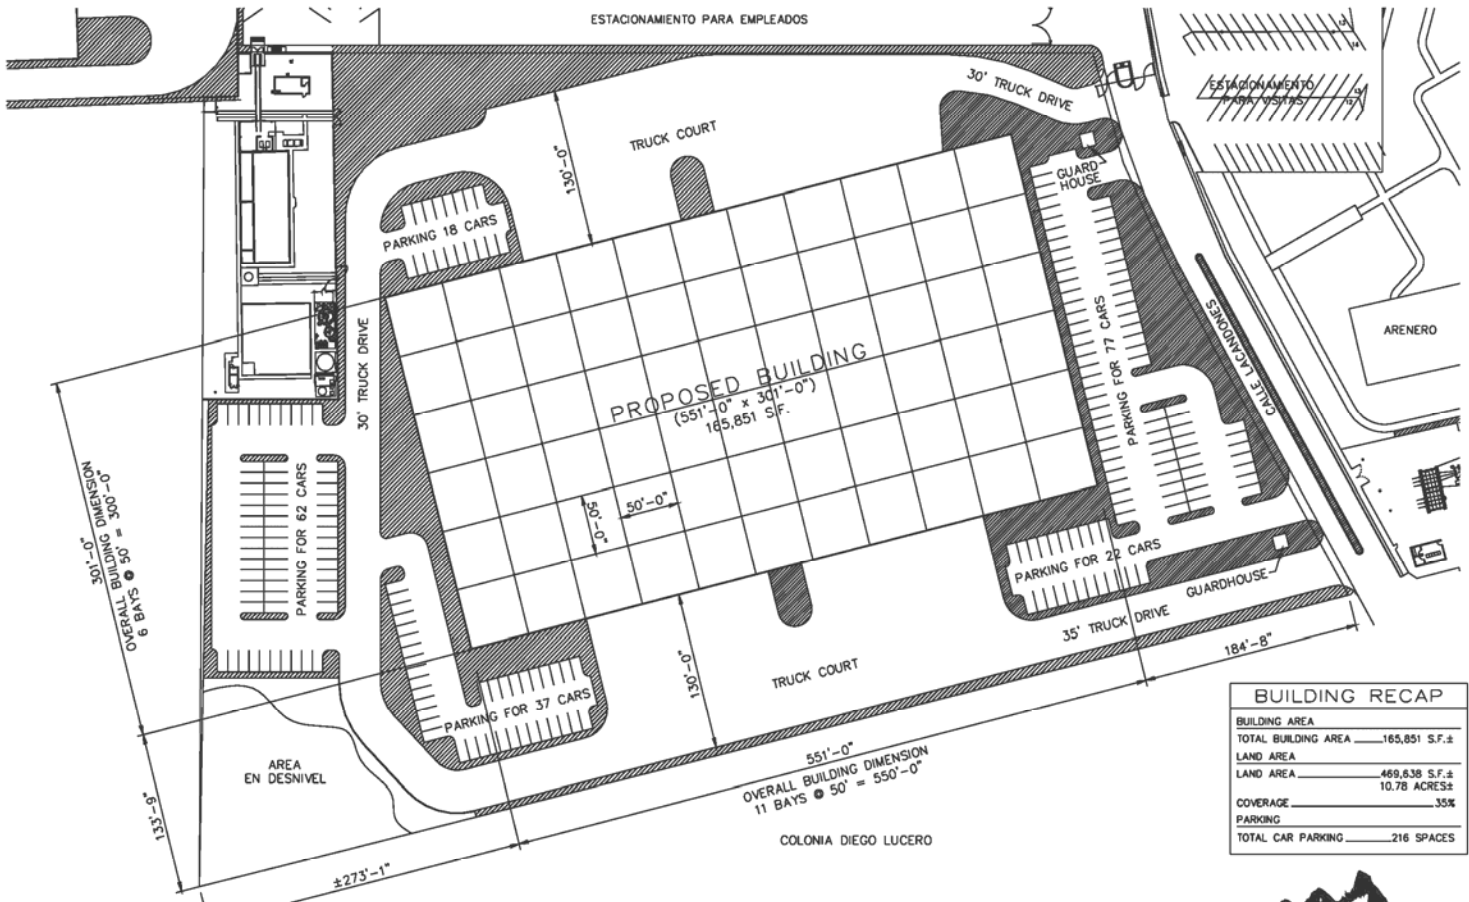 ESTACIONAMIENTO PARA EMPLEADOS
30' TRUCK DRIVE
ESTACIONAMIENTO
PARA VISITAS
TRUCK COURT
130'-0"
GUARD
HOUSE
PARKING 18 CARS
30' TRUCK DRIVE
PROPOSED BUILDING
(551'-0" x 301'-0")
165,851 S.F.
PARKING FOR 77 CARS
CALLE LACANDONES
ARENERO
301'-0"
OVERALL BUILDING DIMENSION
6 BAYS @ 50' = 300'-0"
PARKING FOR 62 CARS
50'-0"
50'-0"
PARKING FOR 22 CARS
GUARDHOUSE
35' TRUCK DRIVE
184'-8"
130'-0"
TRUCK COURT
PARKING FOR 37 CARS
AREA
EN DESNIVEL
133'-9"
±273'-1"
551'-0"
OVERALL BUILDING DIMENSION
11 BAYS @ 50' = 550'-0"
COLONIA DIEGO LUCERO
BUILDING RECAP
BUILDING AREA
TOTAL BUILDING AREA 165,851 S.F.±
LAND AREA
LAND AREA 469,638 S.F.±
10.78 ACRES±
COVERAGE 35%
PARKING
TOTAL CAR PARKING 216 SPACES